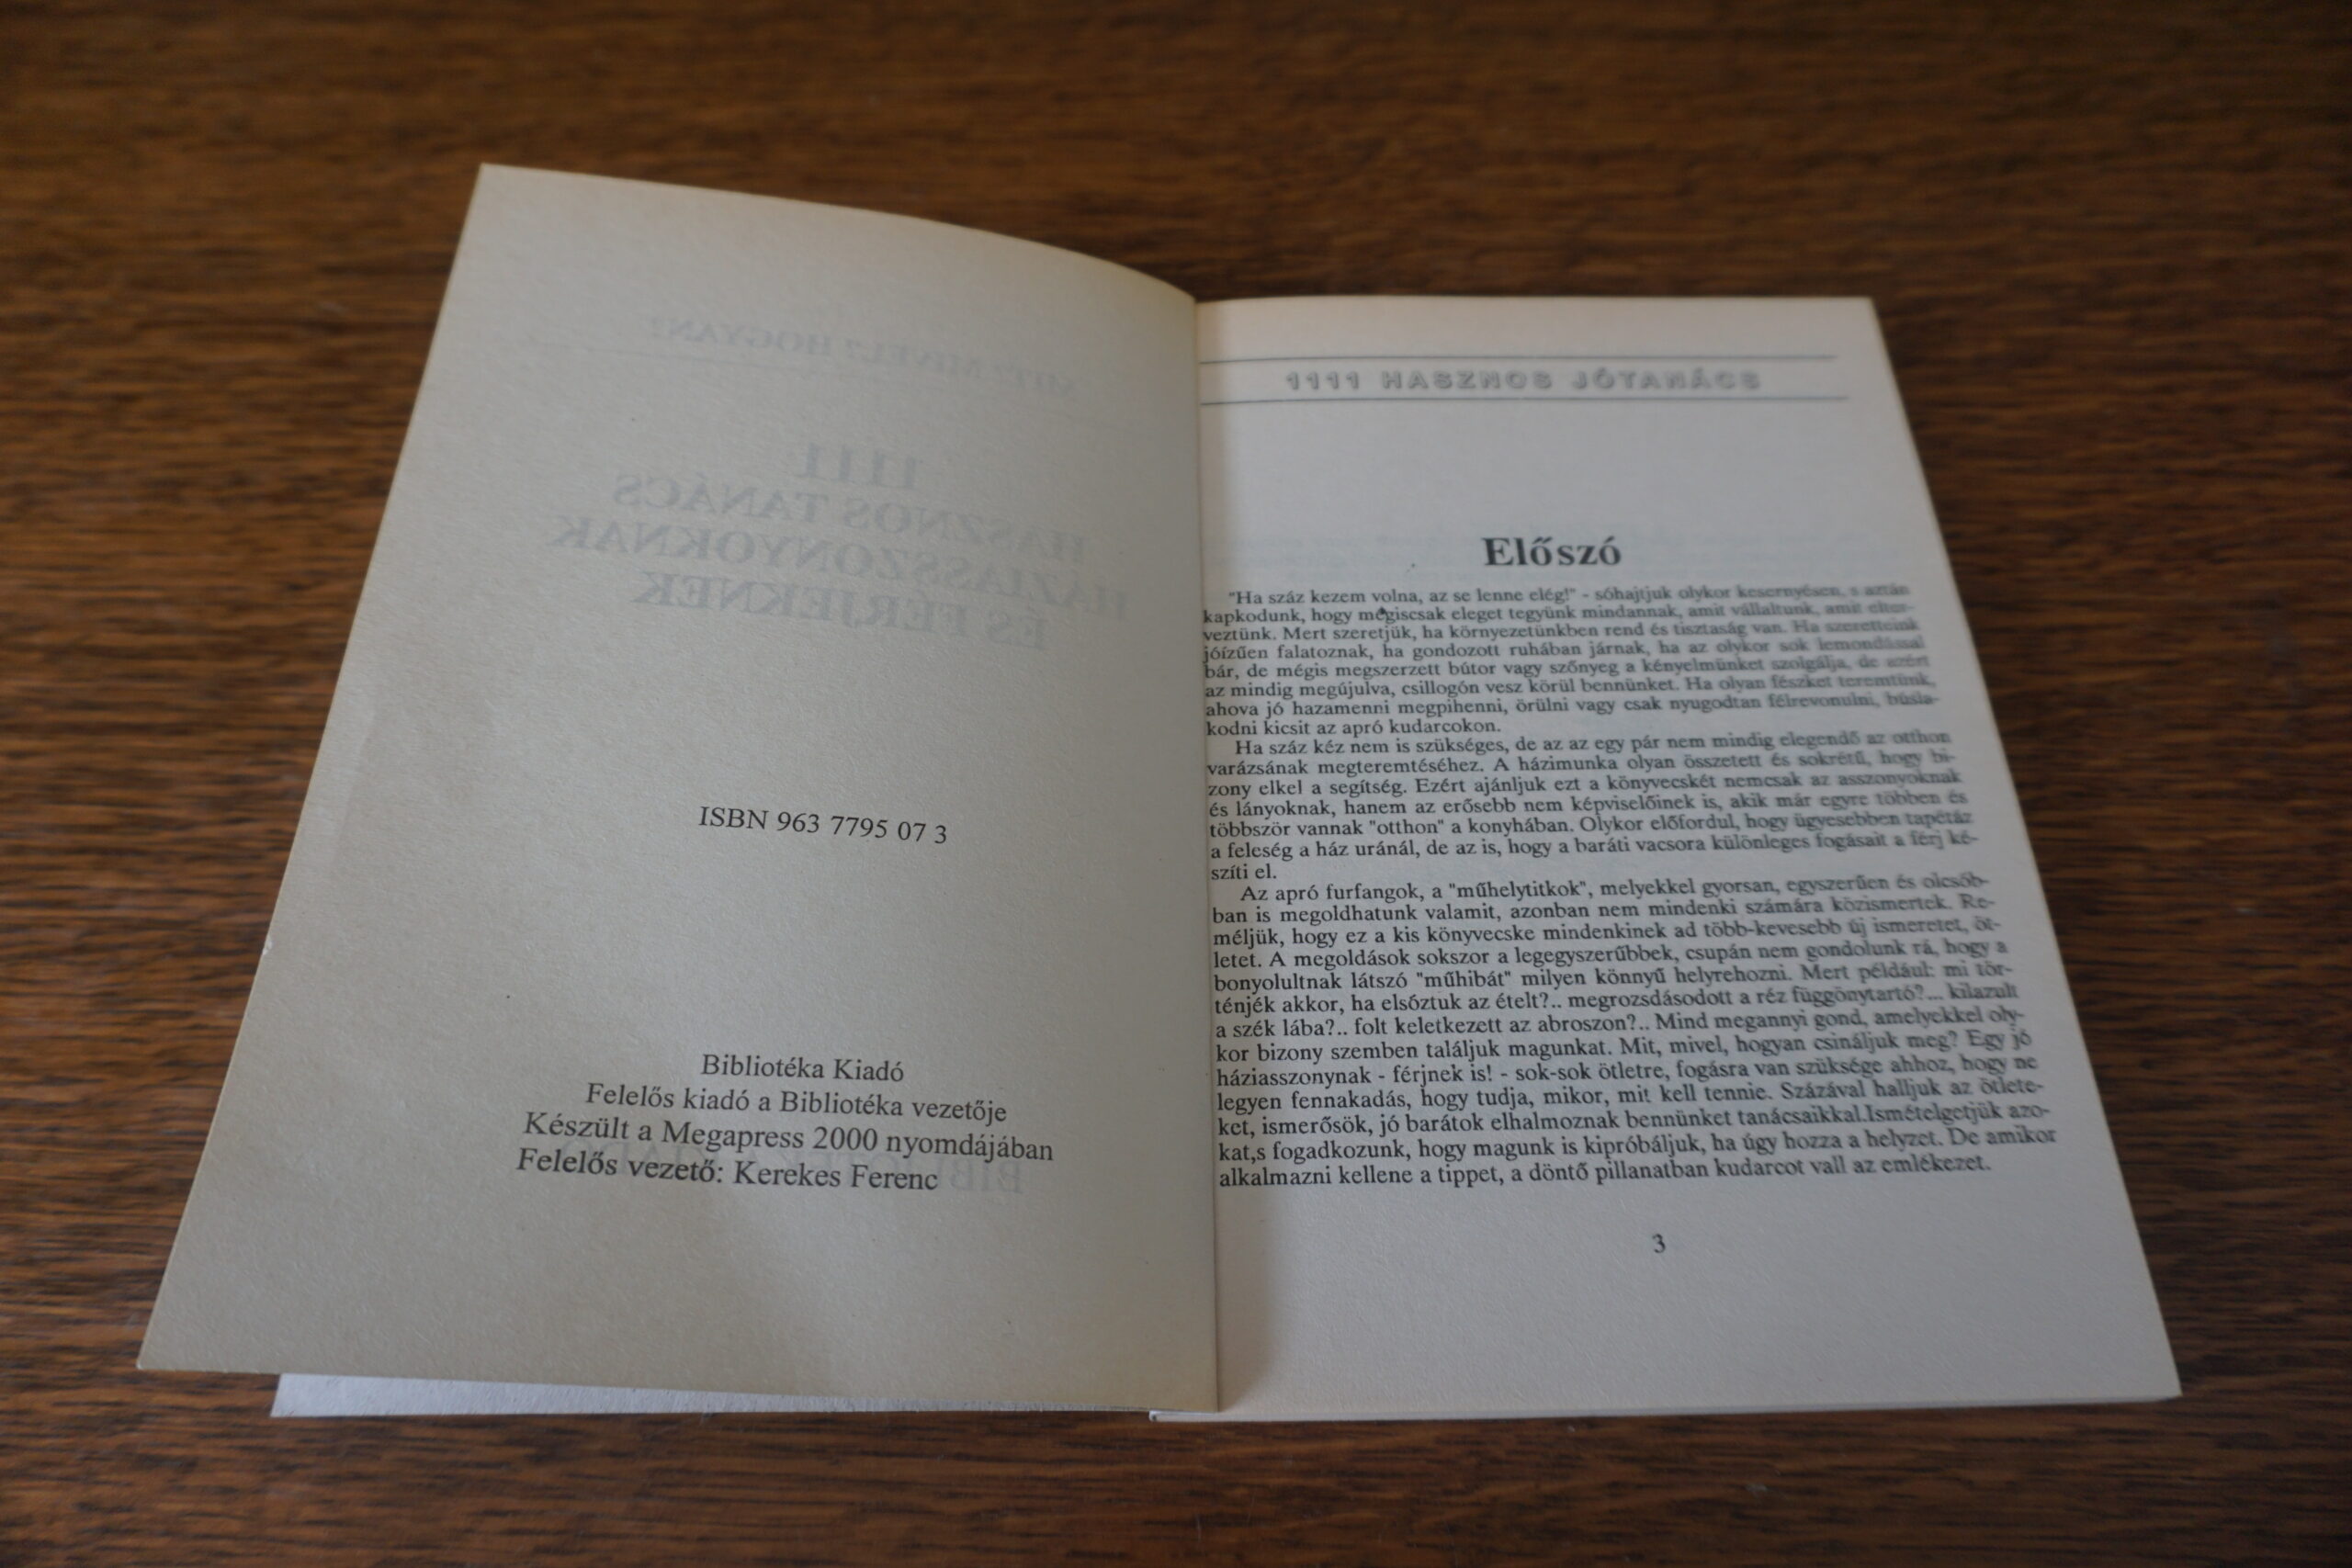 ISBN 963 7795 07 3
Bibliotéka Kiadó
Felelős kiadó a Bibliotéka vezetője
Készült a Megapress 2000 nyomdájában
Felelős vezető: Kerekes Ferenc
1111 HASZNOS JÓTANÁCS
Előszó
"Ha száz kezem volna, az se lenne elég!" - sóhajtjuk olykor kesernyésen, s aztán
kapkodunk, hogy mégiscsak eleget tegyünk mindannak, amit vállaltunk, amit elter-
veztünk. Mert szeretjük, ha környezetünkben rend és tisztaság van. Ha szeretteink
jóízűen falatoznak, ha gondozott ruhában járnak, ha az olykor sok lemondással
bár, de mégis megszerzett bútor vagy szőnyeg a kényelmünket szolgálja, de azért
az mindig megújulva, csillogón vesz körül bennünket. Ha olyan fészket teremtünk,
ahova jó hazamenni megpihenni, örülni vagy csak nyugodtan félrevonulni, búsla-
kodni kicsit az apró kudarcokon.
Ha száz kéz nem is szükséges, de az az egy pár nem mindig elegendő az otthon
varázsának megteremtéséhez. A házimunka olyan összetett és sokrétű, hogy bi-
zony elkel a segítség. Ezért ajánljuk ezt a könyvecskét nemcsak az asszonyoknak
és lányoknak, hanem az erősebb nem képviselőinek is, akik már egyre többen és
többször vannak "otthon" a konyhában. Olykor előfordul, hogy ügyesebben tapétáz
a feleség a ház uránál, de az is, hogy a baráti vacsora különleges fogásait a férj ké-
szíti el.
Az apró furfangok, a "műhelytitkok", melyekkel gyorsan, egyszerűen és olcsób-
ban is megoldhatunk valamit, azonban nem mindenki számára közismertek. Re-
méljük, hogy ez a kis könyvecske mindenkinek ad több-kevesebb új ismeretet, öt-
letet. A megoldások sokszor a legegyszerűbbek, csupán nem gondolunk rá, hogy a
bonyolultnak látszó "műhibát" milyen könnyű helyrehozni. Mert például: mi tör-
ténjék akkor, ha elsóztuk az ételt?.. megrozsdásodott a réz függönytartó?... kilazult
a szék lába?.. folt keletkezett az abroszon?.. Mind megannyi gond, amelyekkel oly-
kor bizony szemben találjuk magunkat. Mit, mivel, hogyan csináljuk meg? Egy jó
háziasszonynak - férjnek is! - sok-sok ötletre, fogásra van szüksége ahhoz, hogy ne
legyen fennakadás, hogy tudja, mikor, mit kell tennie. Százával halljuk az ötlete-
ket, ismerősök, jó barátok elhalmoznak bennünket tanácsaikkal.Ismételgetjük azo-
kat,s fogadkozunk, hogy magunk is kipróbáljuk, ha úgy hozza a helyzet. De amikor
alkalmazni kellene a tippet, a döntő pillanatban kudarcot vall az emlékezet.
3